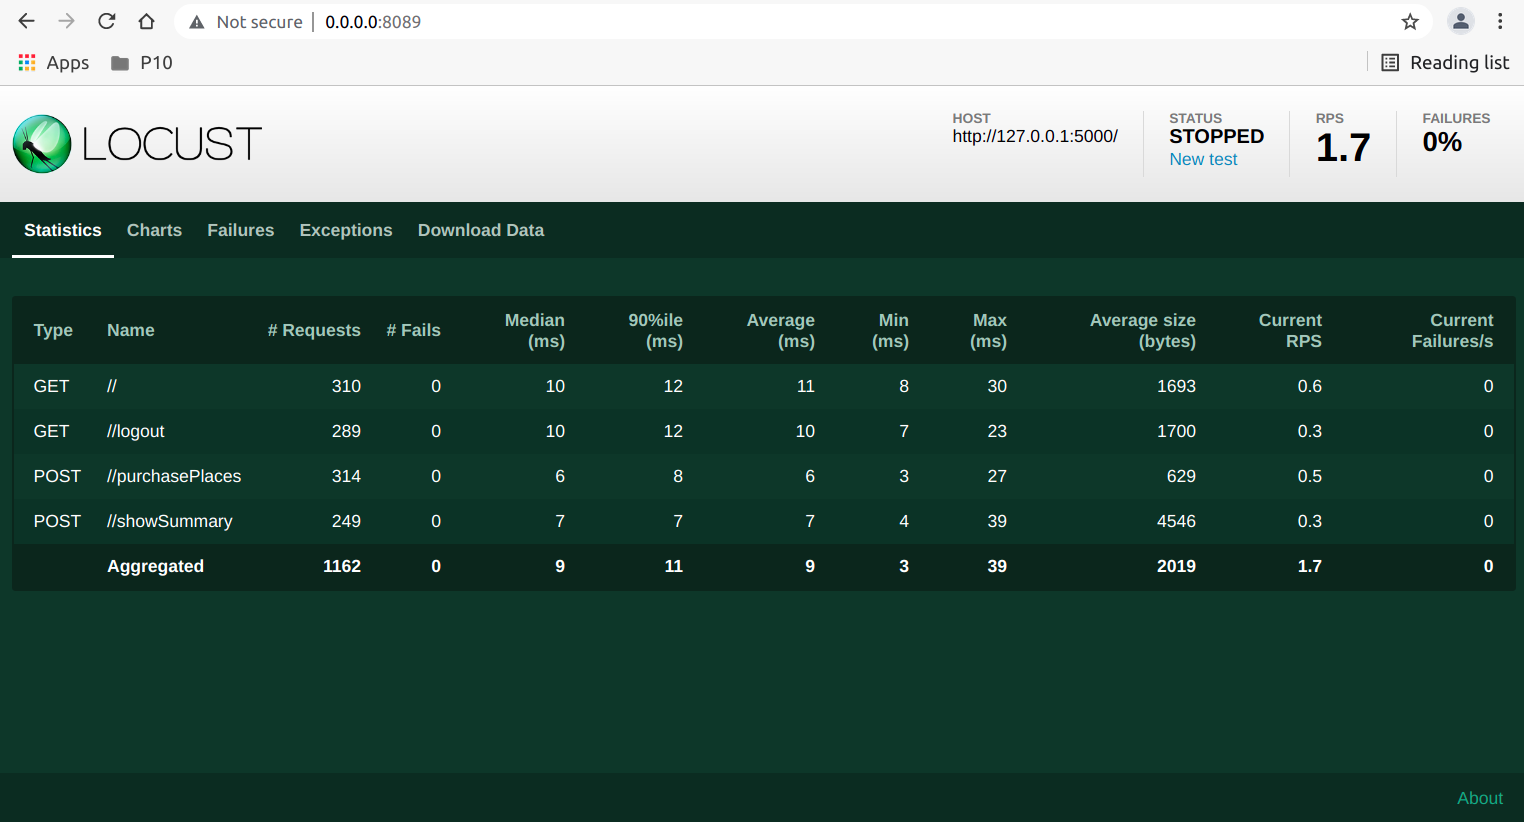 Not secure | 0.0.0.0:8089
Apps P10 Reading list
LOCUST
HOST
http://127.0.0.1:5000/
STATUS
STOPPED
New test
RPS
1.7
FAILURES
0%
Statistics Charts Failures Exceptions Download Data
Type Name # Requests # Fails Median (ms) 90%ile (ms) Average (ms) Min (ms) Max (ms) Average size (bytes) Current RPS Current Failures/s
GET // 310 0 10 12 11 8 30 1693 0.6 0
GET //logout 289 0 10 12 10 7 23 1700 0.3 0
POST //purchasePlaces 314 0 6 8 6 3 27 629 0.5 0
POST //showSummary 249 0 7 7 7 4 39 4546 0.3 0
Aggregated 1162 0 9 11 9 3 39 2019 1.7 0
About